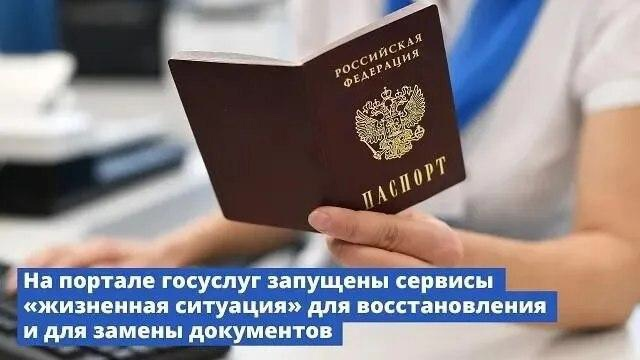 РОССИЙСКАЯ
ФЕДЕРАЦИЯ
ПАСПОРТ
На портале госуслуг запущены сервисы
«жизненная ситуация» для восстановления
и для замены документов